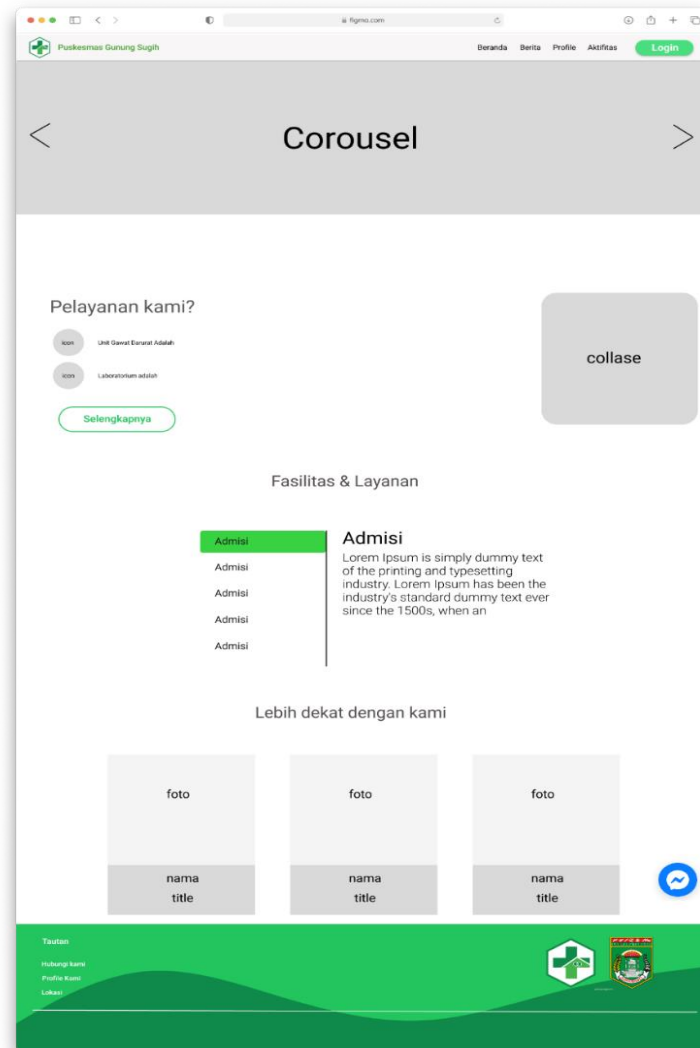 figma.com
Puskesmas Gunung Sugih
Beranda Berita Profile Aktifitas Login
Corousel
Pelayanan kami?
icon Unit Gawat Darurat Adalah
icon Laboratorium adalah
collase
Selengkapnya
Fasilitas & Layanan
Admisi
Admisi
Admisi
Admisi
Admisi
Admisi
Lorem Ipsum is simply dummy text
of the printing and typesetting
industry. Lorem Ipsum has been the
industry's standard dummy text ever
since the 1500s, when an
Lebih dekat dengan kami
foto foto foto
nama nama nama
title title title
Tautan
Hubungi kami
Profile Kami
Lokasi